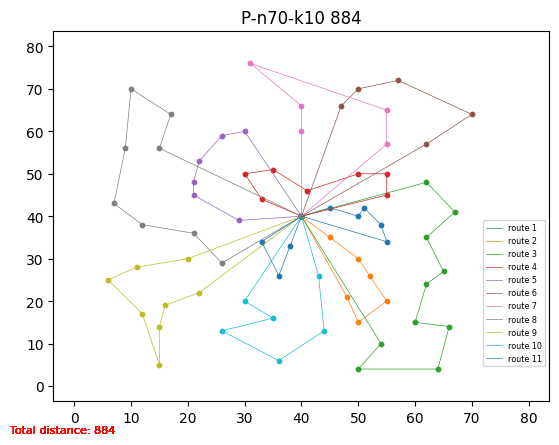 P-n70-k10 884
80
70
60
50
40
30
20
10
0
0 10 20 30 40 50 60 70 80
route 1
route 2
route 3
route 4
route 5
route 6
route 7
route 8
route 9
route 10
route 11
Total distance: 884